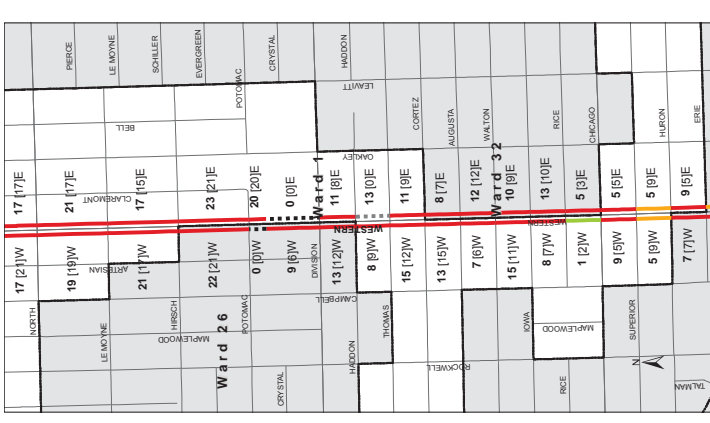 PIERCE
LE MOYNE
SCHILLER
EVERGREEN
POTOMAC
CRYSTAL
HADDON
LEAVITT
CORTEZ
AUGUSTA
WALTON
RICE
CHICAGO
HURON
ERIE
BELL
OAKLEY
CLAREMONT
17 [17]E
21 [17]E
17 [15]E
23 [21]E
20 [20]E
0 [0]E
11 [8]E
13 [0]E
11 [9]E
8 [7]E
12 [12]E
10 [9]E
13 [10]E
5 [3]E
5 [5]E
5 [9]E
9 [5]E
Ward 1
Ward 32
WESTERN
WESTERN
17 [21]W
19 [19]W
21 [17]W
22 [21]W
0 [0]W
9 [6]W
13 [12]W
8 [9]W
15 [12]W
13 [15]W
7 [6]W
15 [11]W
8 [7]W
1 [2]W
9 [5]W
5 [9]W
7 [7]W
ARTESIAN
DIVISION
CAMPBELL
NORTH
LE MOYNE
HIRSCH
MAPLEWOOD
Ward 26
POTOMAC
CRYSTAL
HADDON
THOMAS
ROCKWELL
IOWA
MAPLEWOOD
RICE
SUPERIOR
N
TALMAN